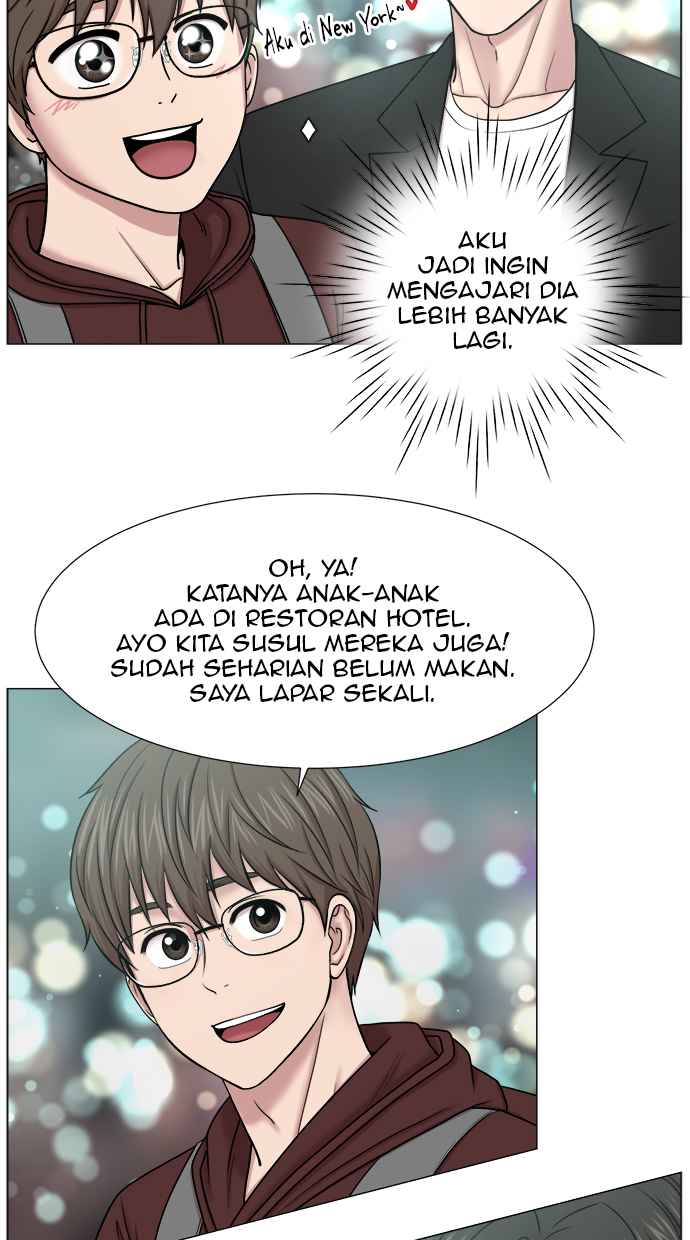 Aku di New York~
AKU
JADI INGIN
MENGAJARI DIA
LEBIH BANYAK
LAGI.
OH, YA!
KATANYA ANAK-ANAK
ADA DI RESTORAN HOTEL.
AYO KITA SUSUL MEREKA JUGA!
SUDAH SEHARIAN BELUM MAKAN.
SAYA LAPAR SEKALI.